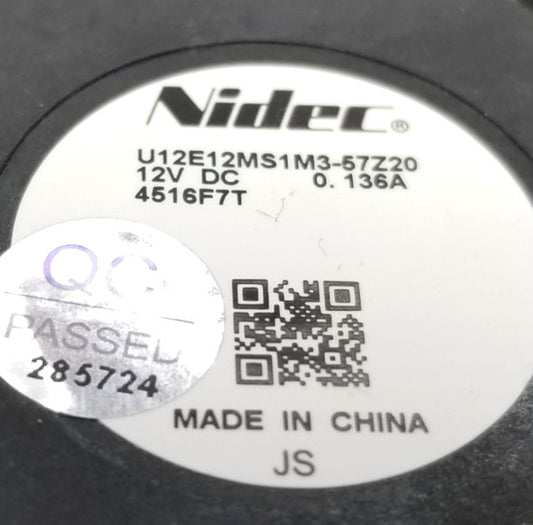 Nidec®
U12E12MS1M3-57Z20
12V DC 0.136A
4516F7T
QC
PASSED
285724
MADE IN CHINA
JS